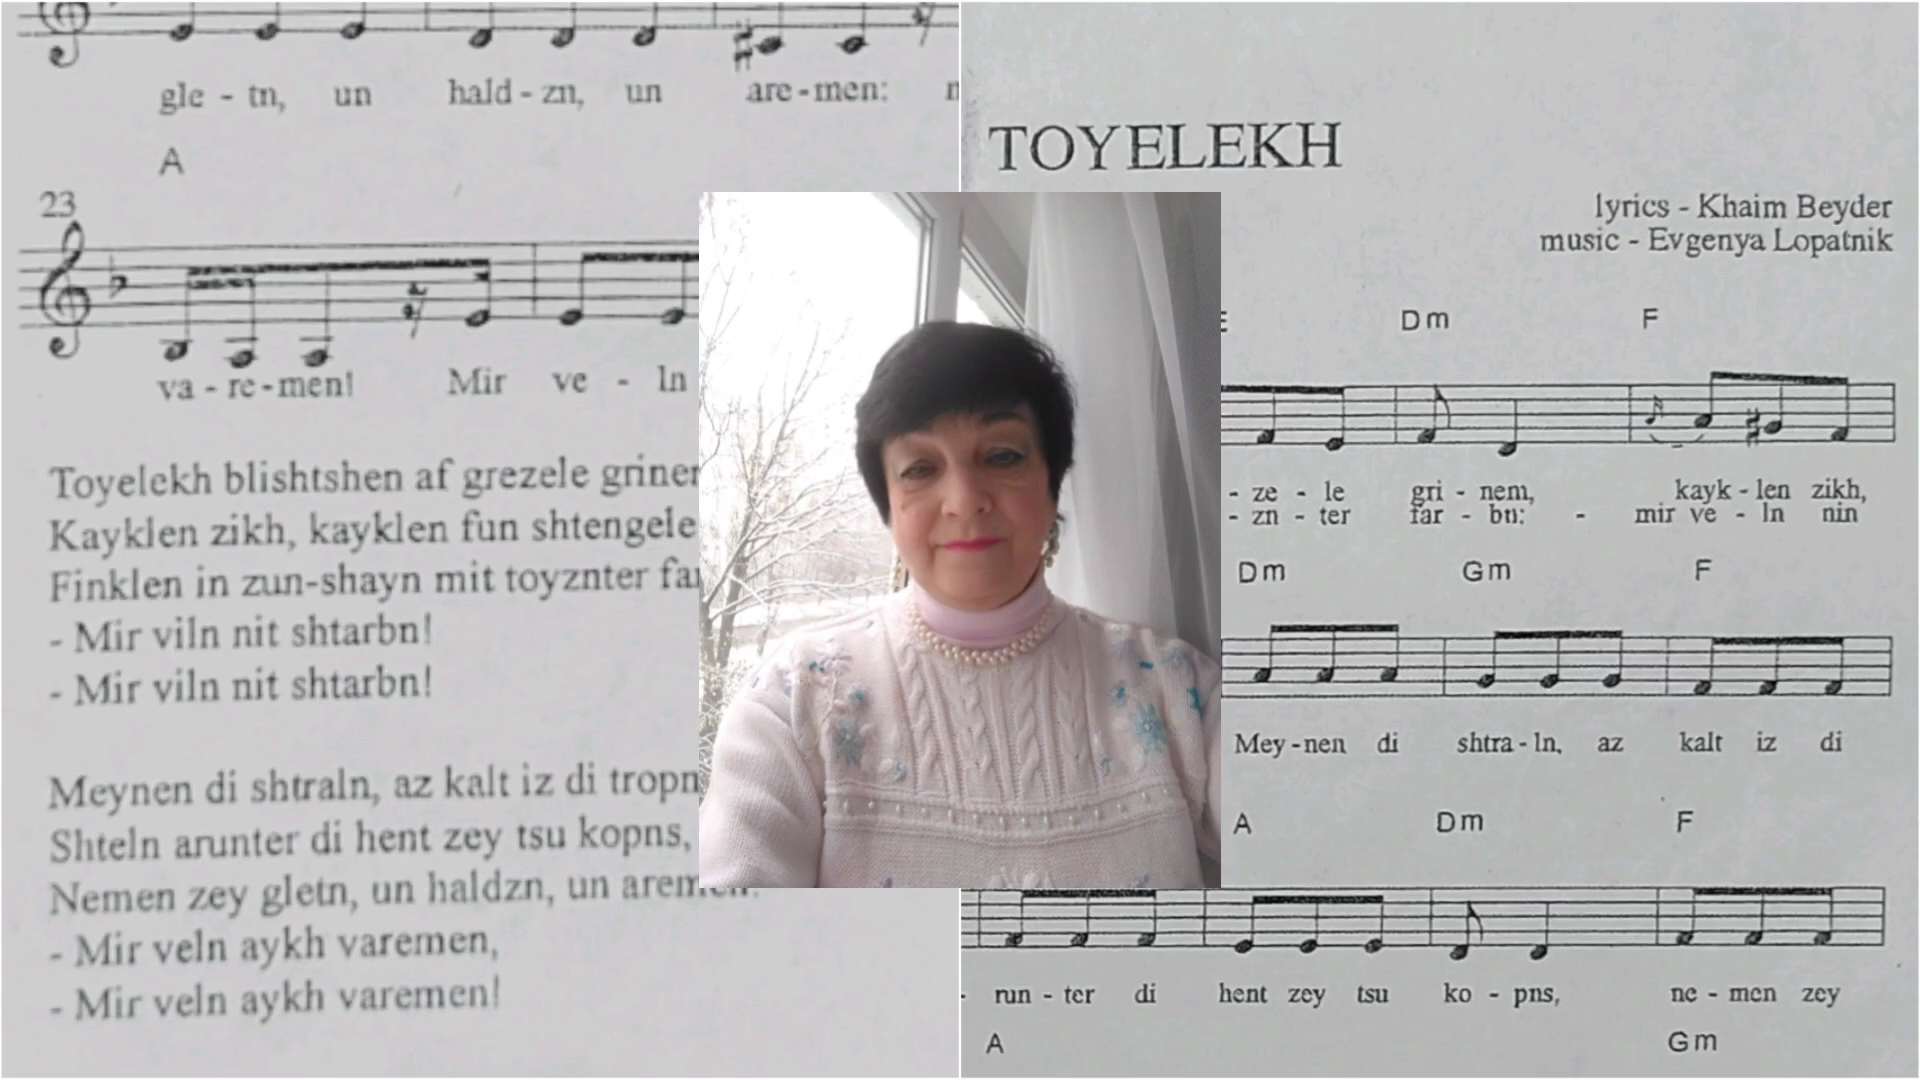 gle - tn, un hald - zn, un are - men:
A
23
va - re - men! Mir ve - ln
Toyelekh blishtshen af grezele griner
Kayklen zikh, kayklen fun shtengele
Finklen in zun-shayn mit toyznter far
- Mir viln nit shtarbn!
- Mir viln nit shtarbn!
Meynen di shtraln, az kalt iz di tropn
Shteln arunter di hent zey tsu kopns,
Nemen zey gletn, un haldzn, un aremen:
- Mir veln aykh varemen,
- Mir veln aykh varemen!
TOYELEKH
lyrics - Khaim Beyder
music - Evgenya Lopatnik
Dm F
- ze - le gri - nem, kayk - len zikh,
- zn - ter far - bn: - mir ve - ln nin
Dm Gm F
Mey - nen di shtra - ln, az kalt iz di
A Dm F
- run - ter di hent zey tsu ko - pns, ne - men zey
A Gm